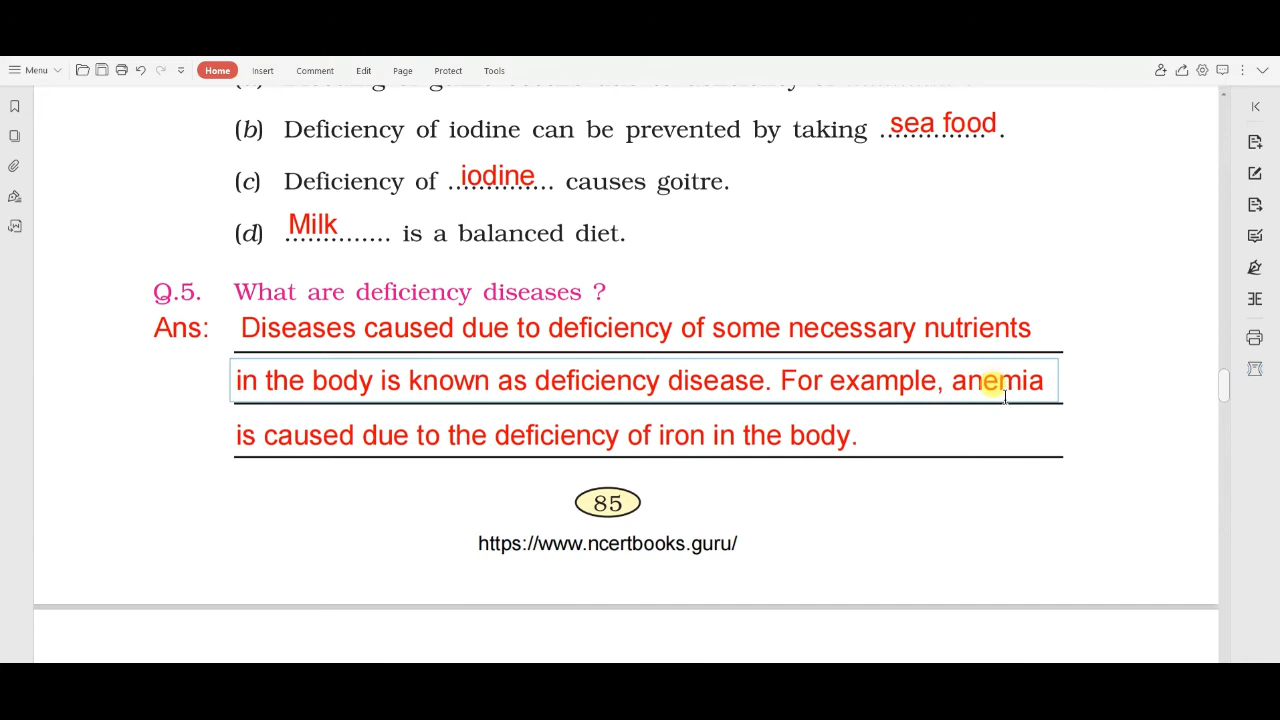 Menu Home Insert Comment Edit Page Protect Tools
(b) Deficiency of iodine can be prevented by taking sea food .
(c) Deficiency of iodine causes goitre.
(d) Milk is a balanced diet.
Q.5. What are deficiency diseases ?
Ans: Diseases caused due to deficiency of some necessary nutrients
in the body is known as deficiency disease. For example, anemia
is caused due to the deficiency of iron in the body.
85
https://www.ncertbooks.guru/